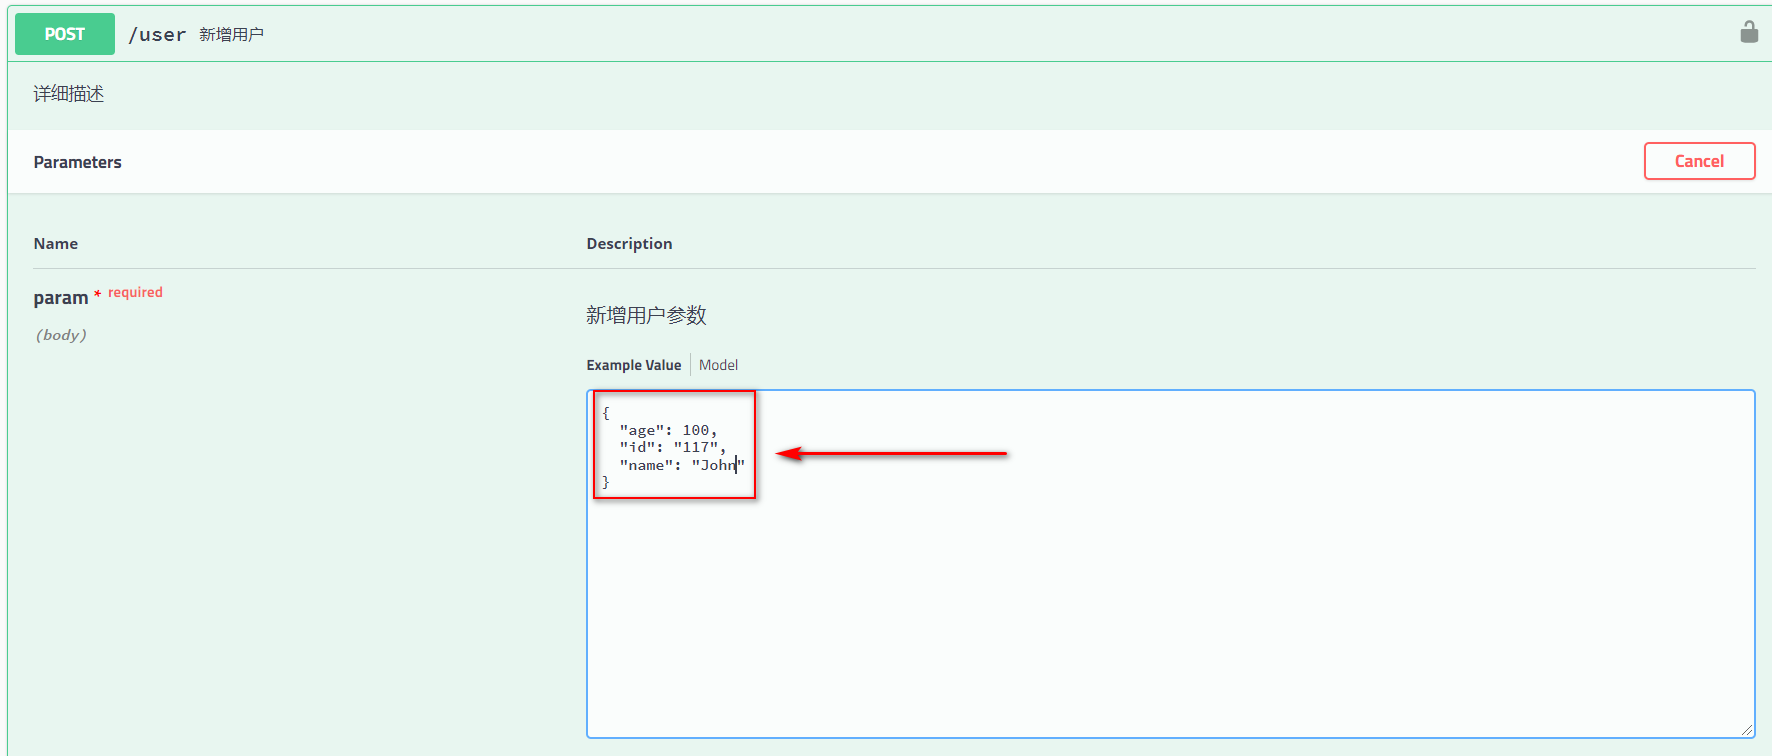 POST /user 新增用户
详细描述
Parameters Cancel
Name Description
param * required
(body)
新增用户参数
Example Value Model
{
"age": 100,
"id": "117",
"name": "John"
}